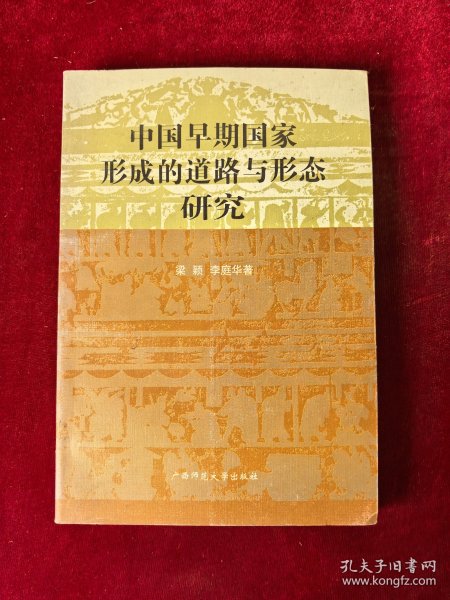 中国早期国家
形成的道路与形态
研究
梁 颖 李庭华著
广西师范大学出版社
孔夫子旧书网
www.kongfz.com